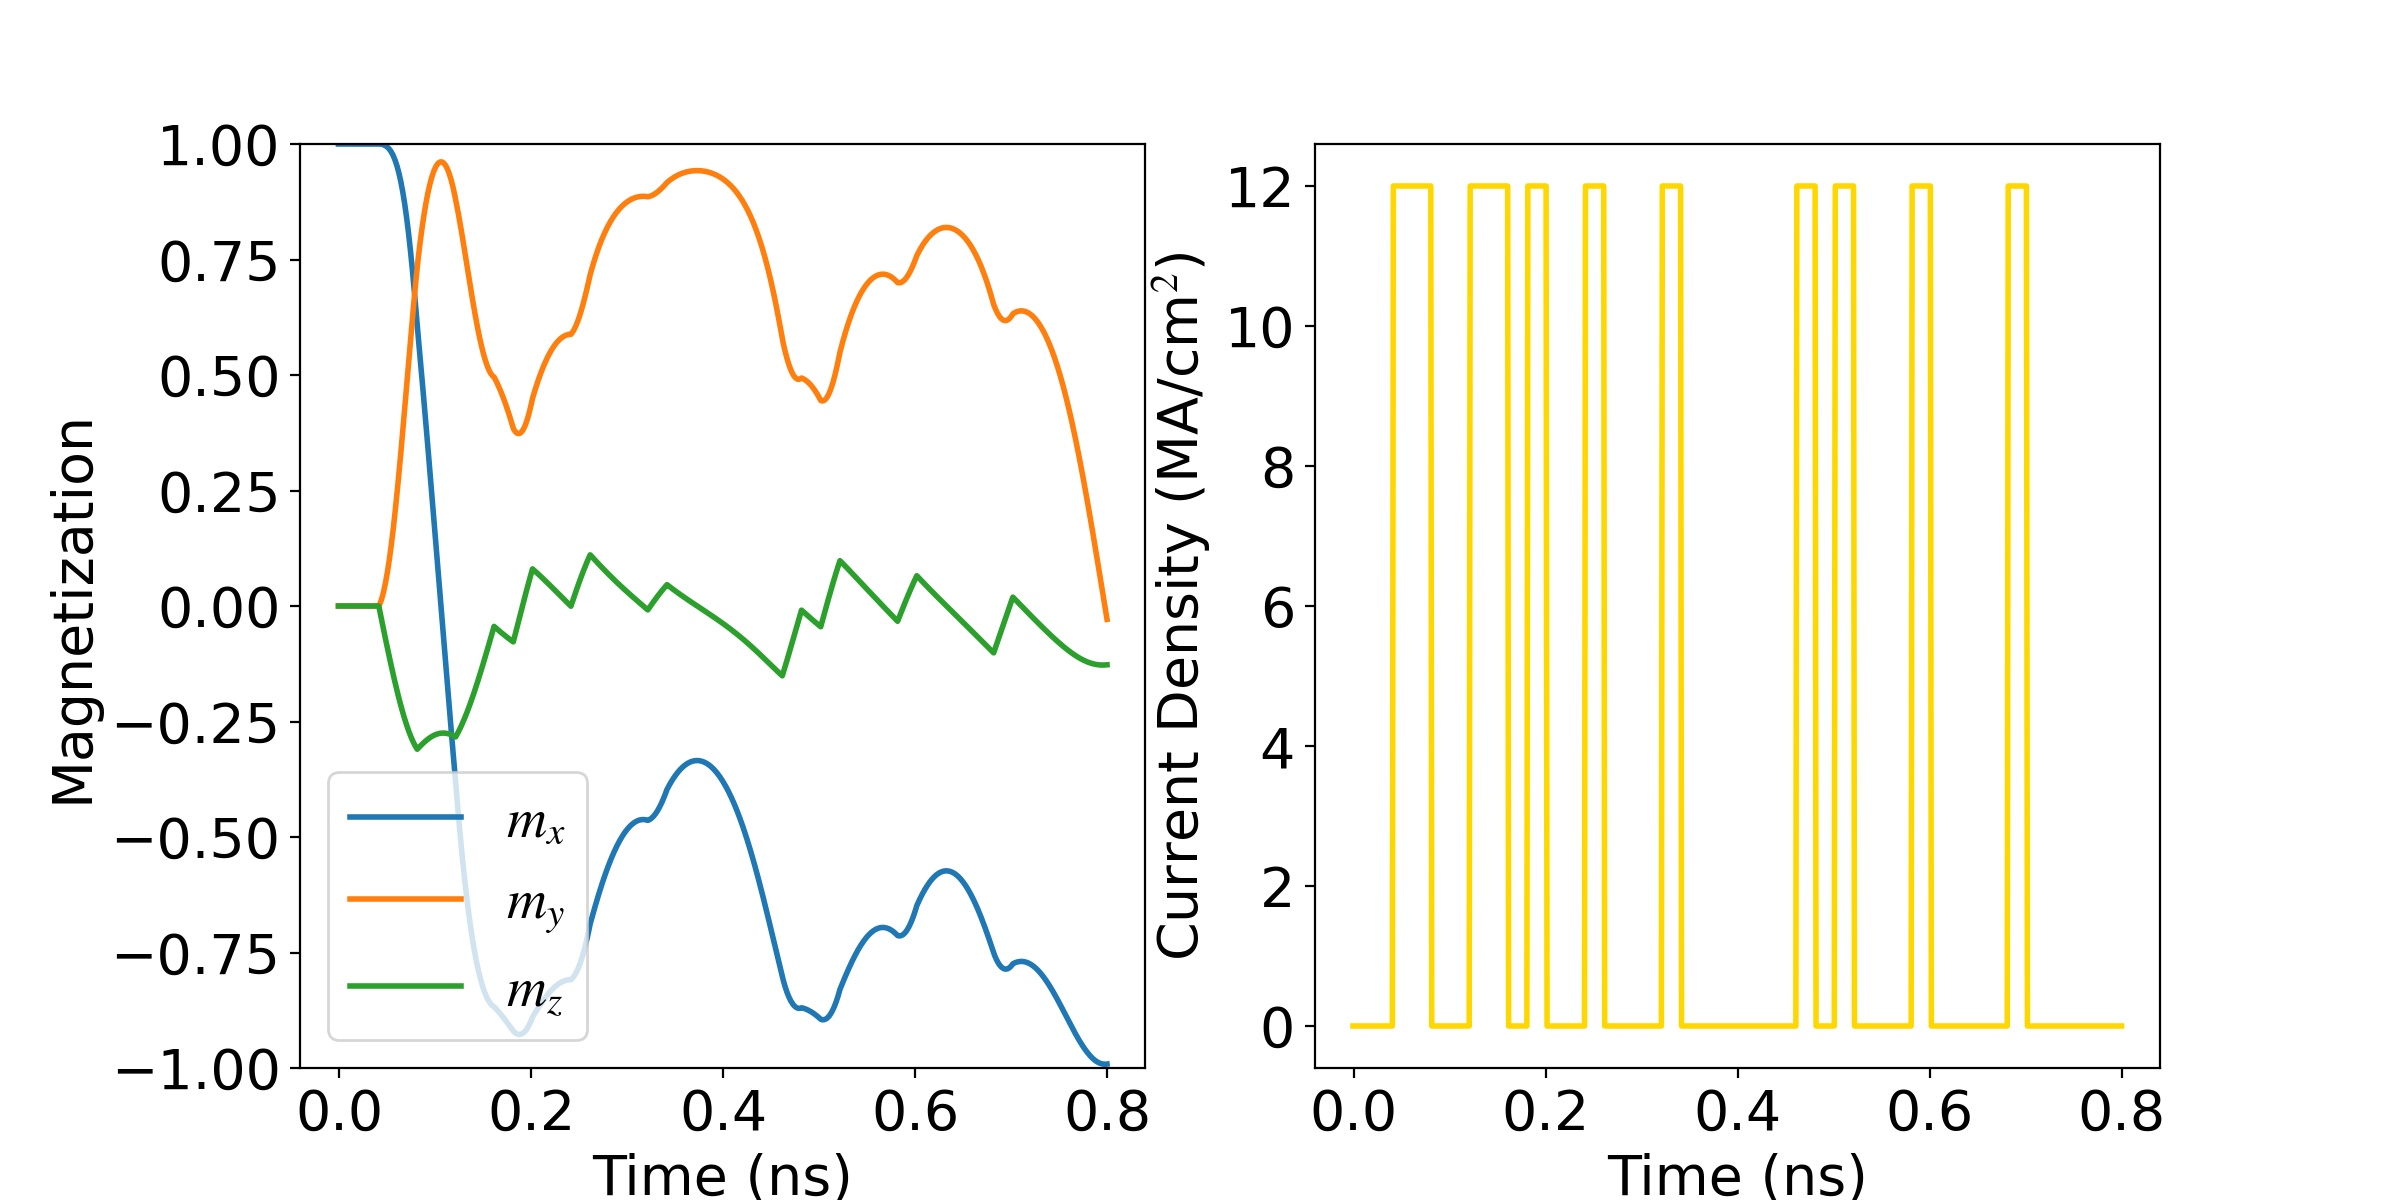 1.00
0.75
0.50
0.25
0.00
−0.25
−0.50
−0.75
−1.00
Magnetization
m_x
m_y
m_z
0.0 0.2 0.4 0.6 0.8
Time (ns)
12
10
8
6
4
2
0
Current Density (MA/cm²)
0.0 0.2 0.4 0.6 0.8
Time (ns)